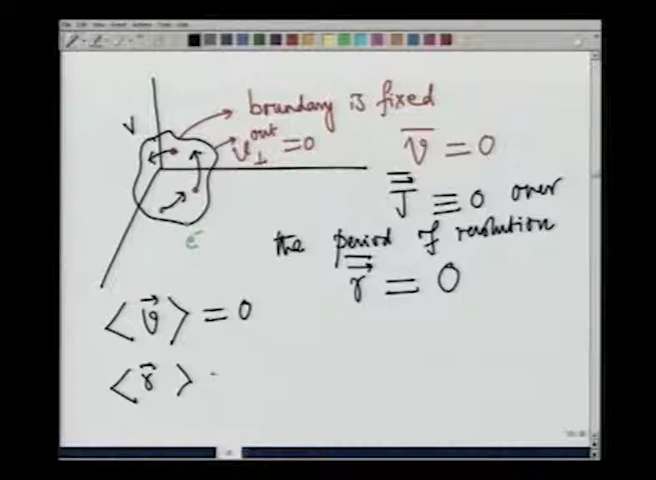 boundary is fixed
V
v⊥^out = 0
v̄ = 0
J ≡ 0 over
the period of resolution
e⁻
r = 0
⟨v⃗⟩ = 0
⟨r⃗⟩